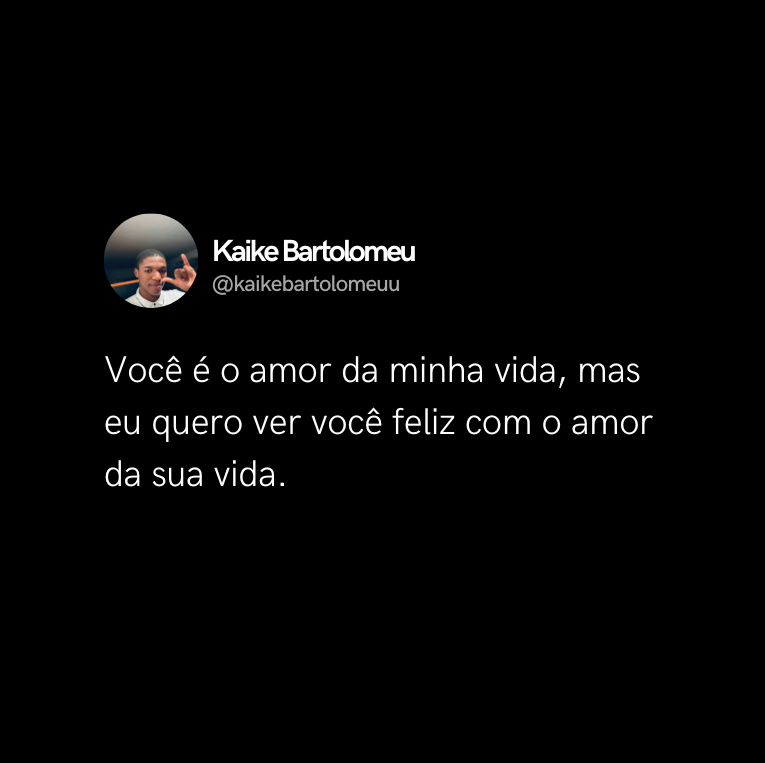 Kaike Bartolomeu
@kaikebartolomeuu
Você é o amor da minha vida, mas
eu quero ver você feliz com o amor
da sua vida.